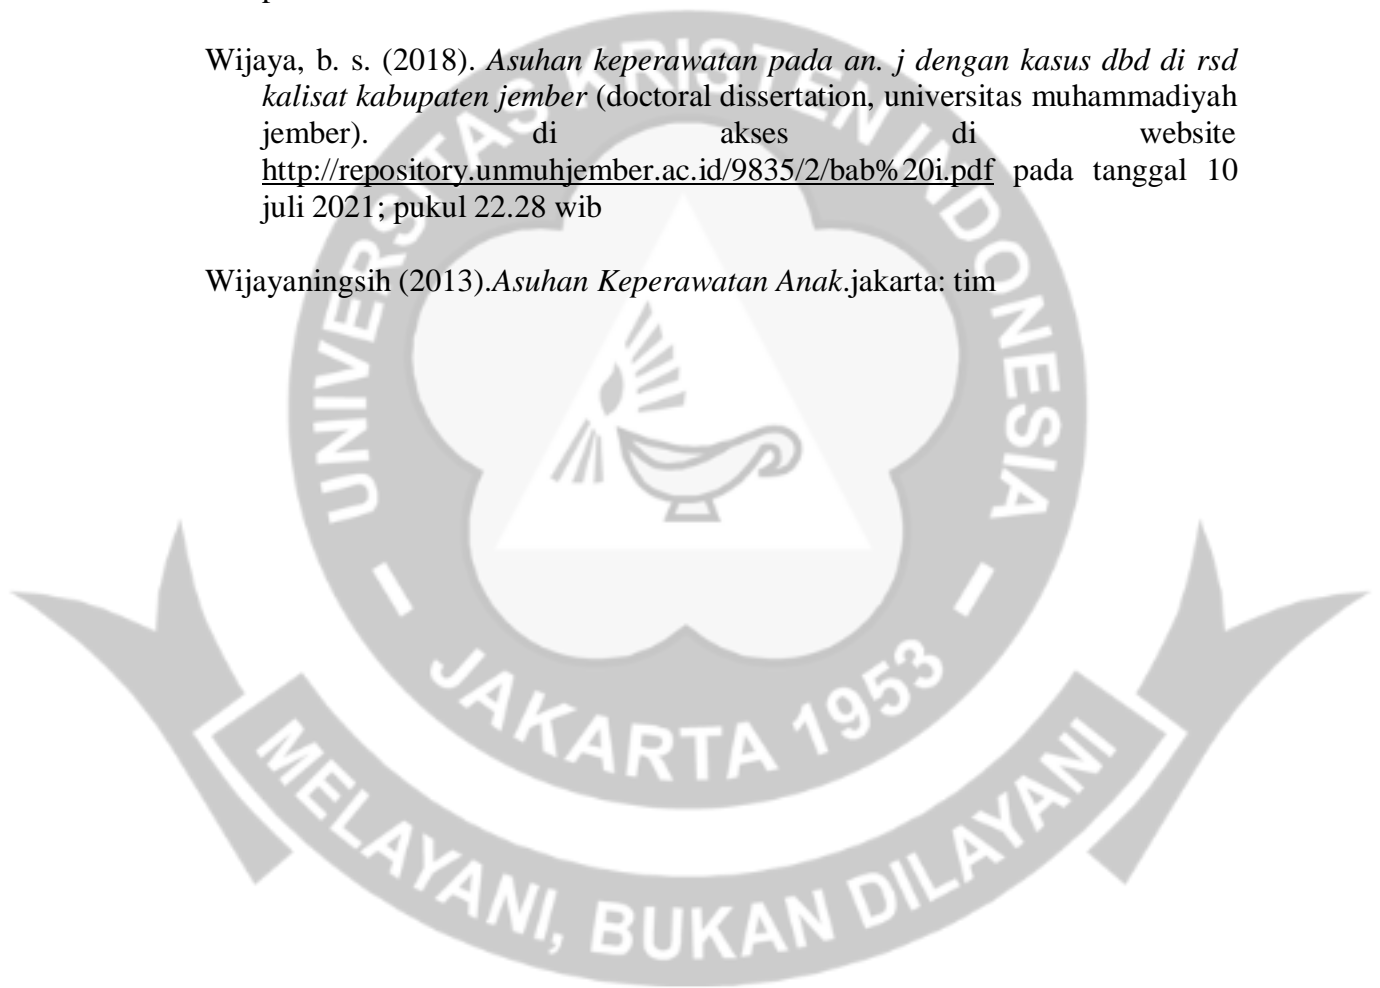 Wijaya, b. s. (2018). Asuhan keperawatan pada an. j dengan kasus dbd di rsd
kalisat kabupaten jember (doctoral dissertation, universitas muhammadiyah
jember). di akses di website
http://repository.unmuhjember.ac.id/9835/2/bab%20i.pdf pada tanggal 10
juli 2021; pukul 22.28 wib
Wijayaningsih (2013).Asuhan Keperawatan Anak.jakarta: tim
UNIVERSITAS KRISTEN INDONESIA
JAKARTA 1953
MELAYANI, BUKAN DILAYANI